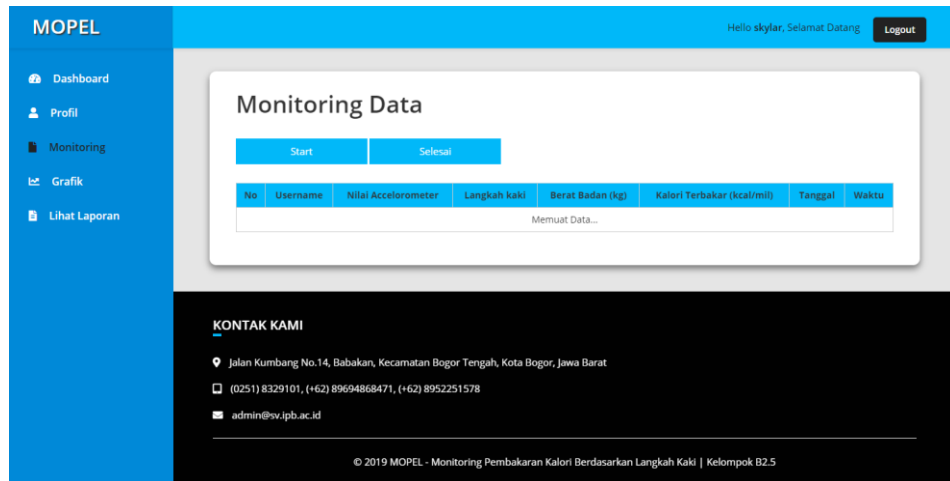 MOPEL
Hello skylar, Selamat Datang
Logout
Dashboard
Profil
Monitoring
Grafik
Lihat Laporan
Monitoring Data
Start Selesai
No Username Nilai Accelorometer Langkah kaki Berat Badan (kg) Kalori Terbakar (kcal/mil) Tanggal Waktu
Memuat Data...
KONTAK KAMI
Jalan Kumbang No.14, Babakan, Kecamatan Bogor Tengah, Kota Bogor, Jawa Barat
(0251) 8329101, (+62) 89694868471, (+62) 8952251578
admin@sv.ipb.ac.id
© 2019 MOPEL - Monitoring Pembakaran Kalori Berdasarkan Langkah Kaki | Kelompok B2.5